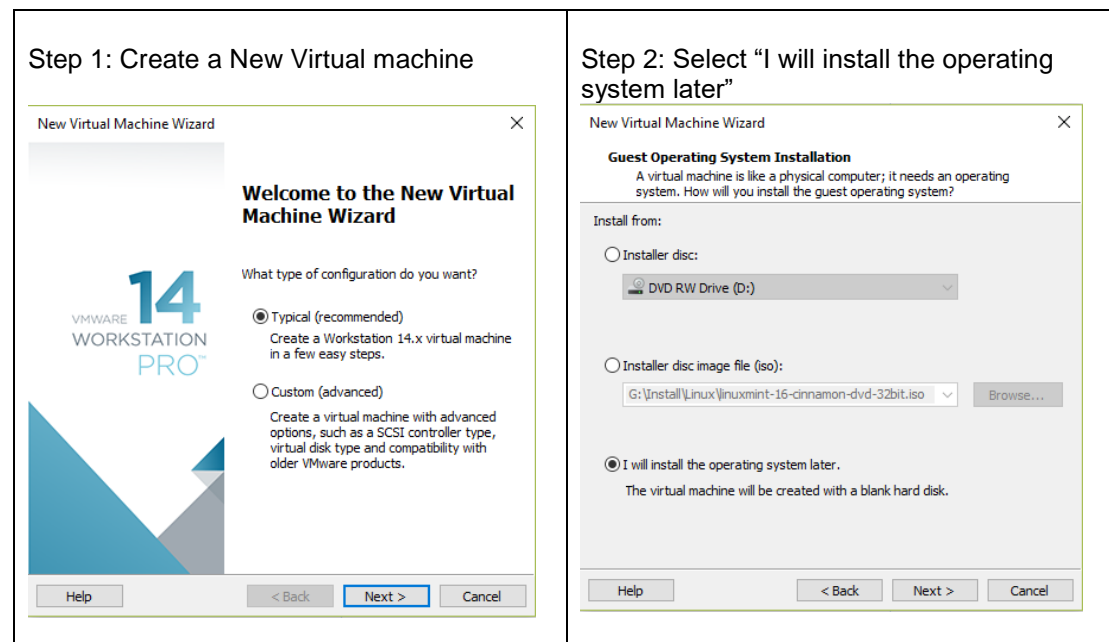 Step 1: Create a New Virtual machine
New Virtual Machine Wizard
Welcome to the New Virtual
Machine Wizard
What type of configuration do you want?
14
VMWARE
WORKSTATION
PRO™
Typical (recommended)
Create a Workstation 14.x virtual machine
in a few easy steps.
Custom (advanced)
Create a virtual machine with advanced
options, such as a SCSI controller type,
virtual disk type and compatibility with
older VMware products.
Help
< Back
Next >
Cancel
Step 2: Select “I will install the operating
system later”
New Virtual Machine Wizard
Guest Operating System Installation
A virtual machine is like a physical computer; it needs an operating
system. How will you install the guest operating system?
Install from:
Installer disc:
DVD RW Drive (D:)
Installer disc image file (iso):
G:\Install\Linux\linuxmint-16-cinnamon-dvd-32bit.iso
Browse...
I will install the operating system later.
The virtual machine will be created with a blank hard disk.
Help
< Back
Next >
Cancel